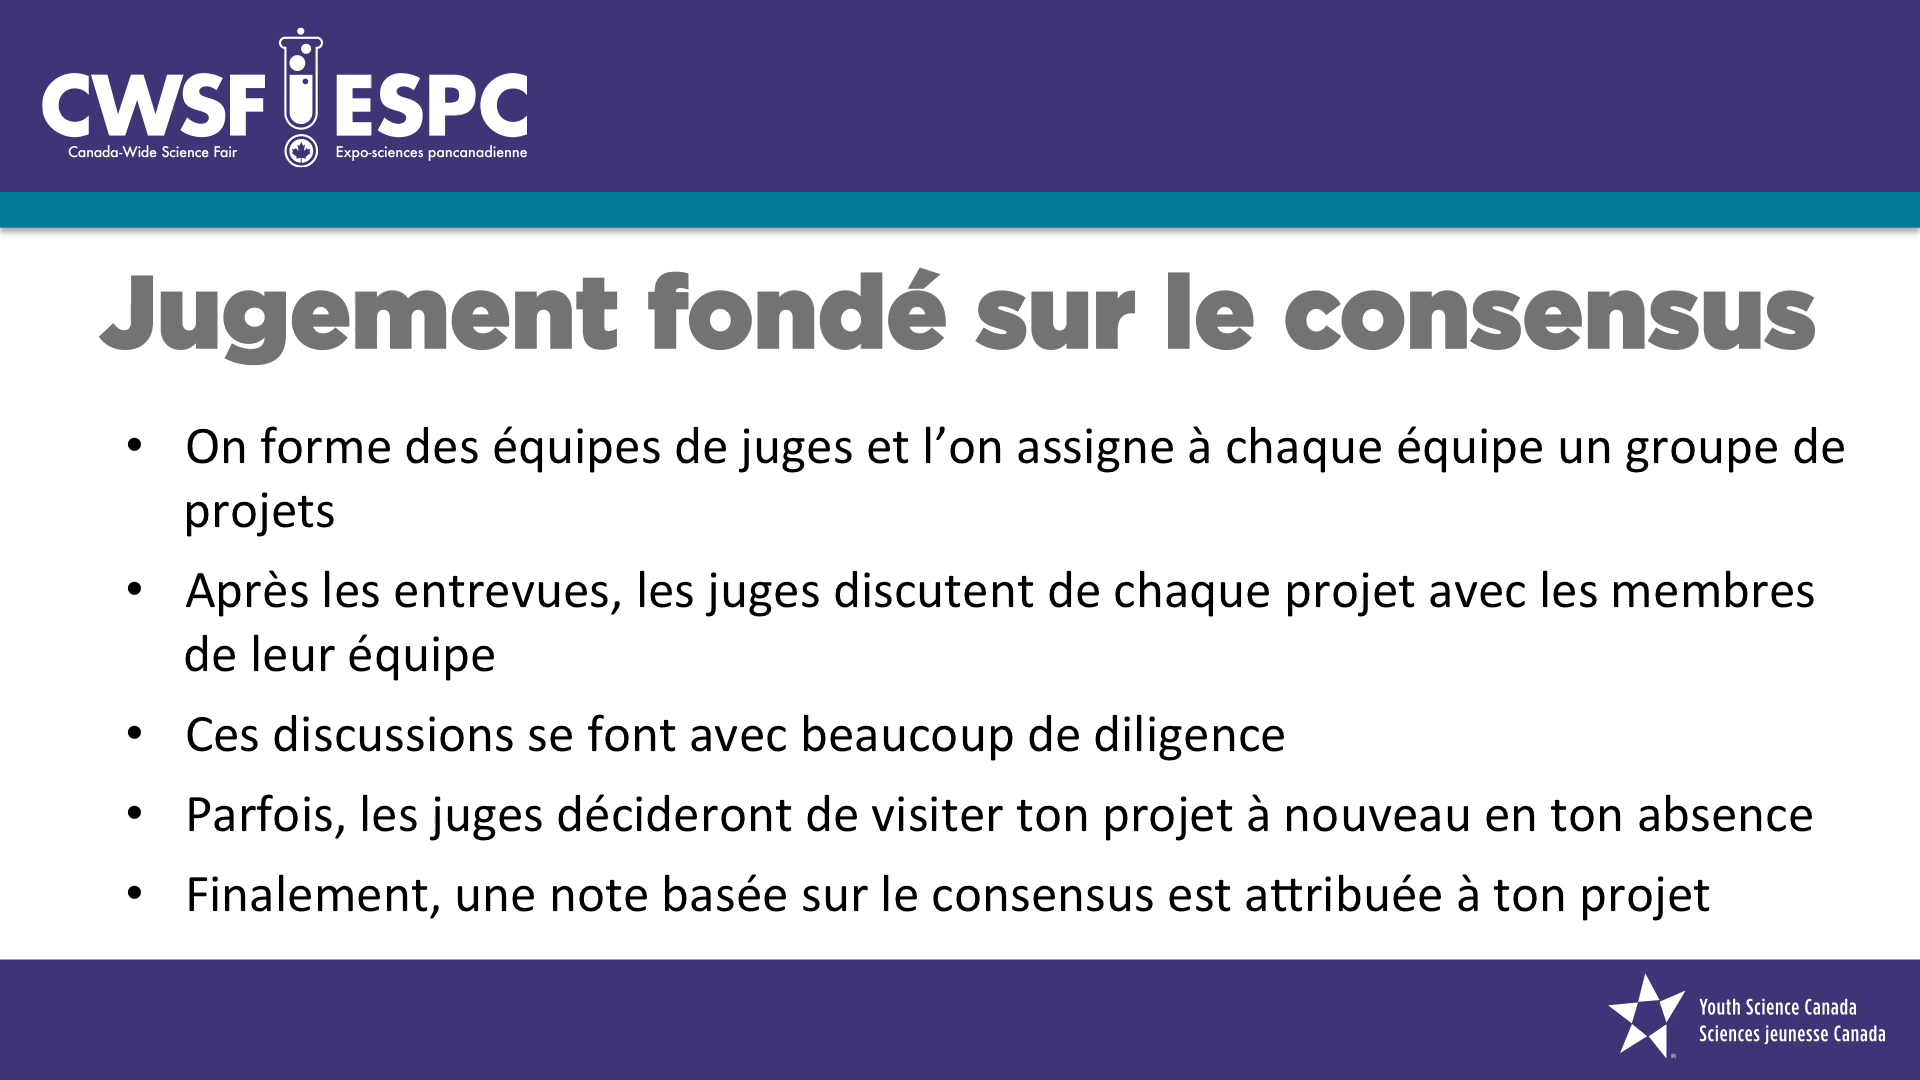 CWSF ESPC
Canada-Wide Science Fair Expo-sciences pancanadienne
Jugement fondé sur le consensus
• On forme des équipes de juges et l’on assigne à chaque équipe un groupe de
projets
• Après les entrevues, les juges discutent de chaque projet avec les membres
de leur équipe
• Ces discussions se font avec beaucoup de diligence
• Parfois, les juges décideront de visiter ton projet à nouveau en ton absence
• Finalement, une note basée sur le consensus est attribuée à ton projet
Youth Science Canada
Sciences jeunesse Canada
®